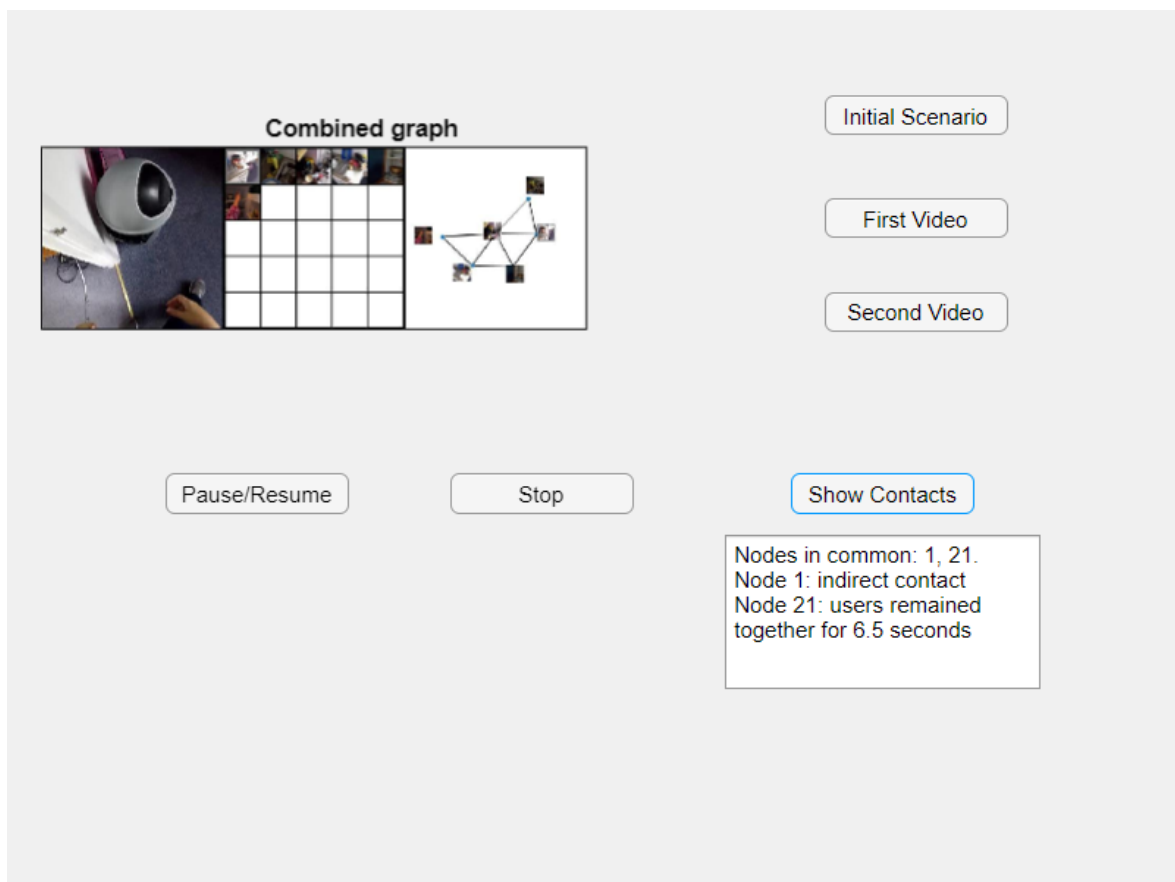 Initial Scenario
Combined graph
First Video
Second Video
Pause/Resume
Stop
Show Contacts
Nodes in common: 1, 21.
Node 1: indirect contact
Node 21: users remained
together for 6.5 seconds